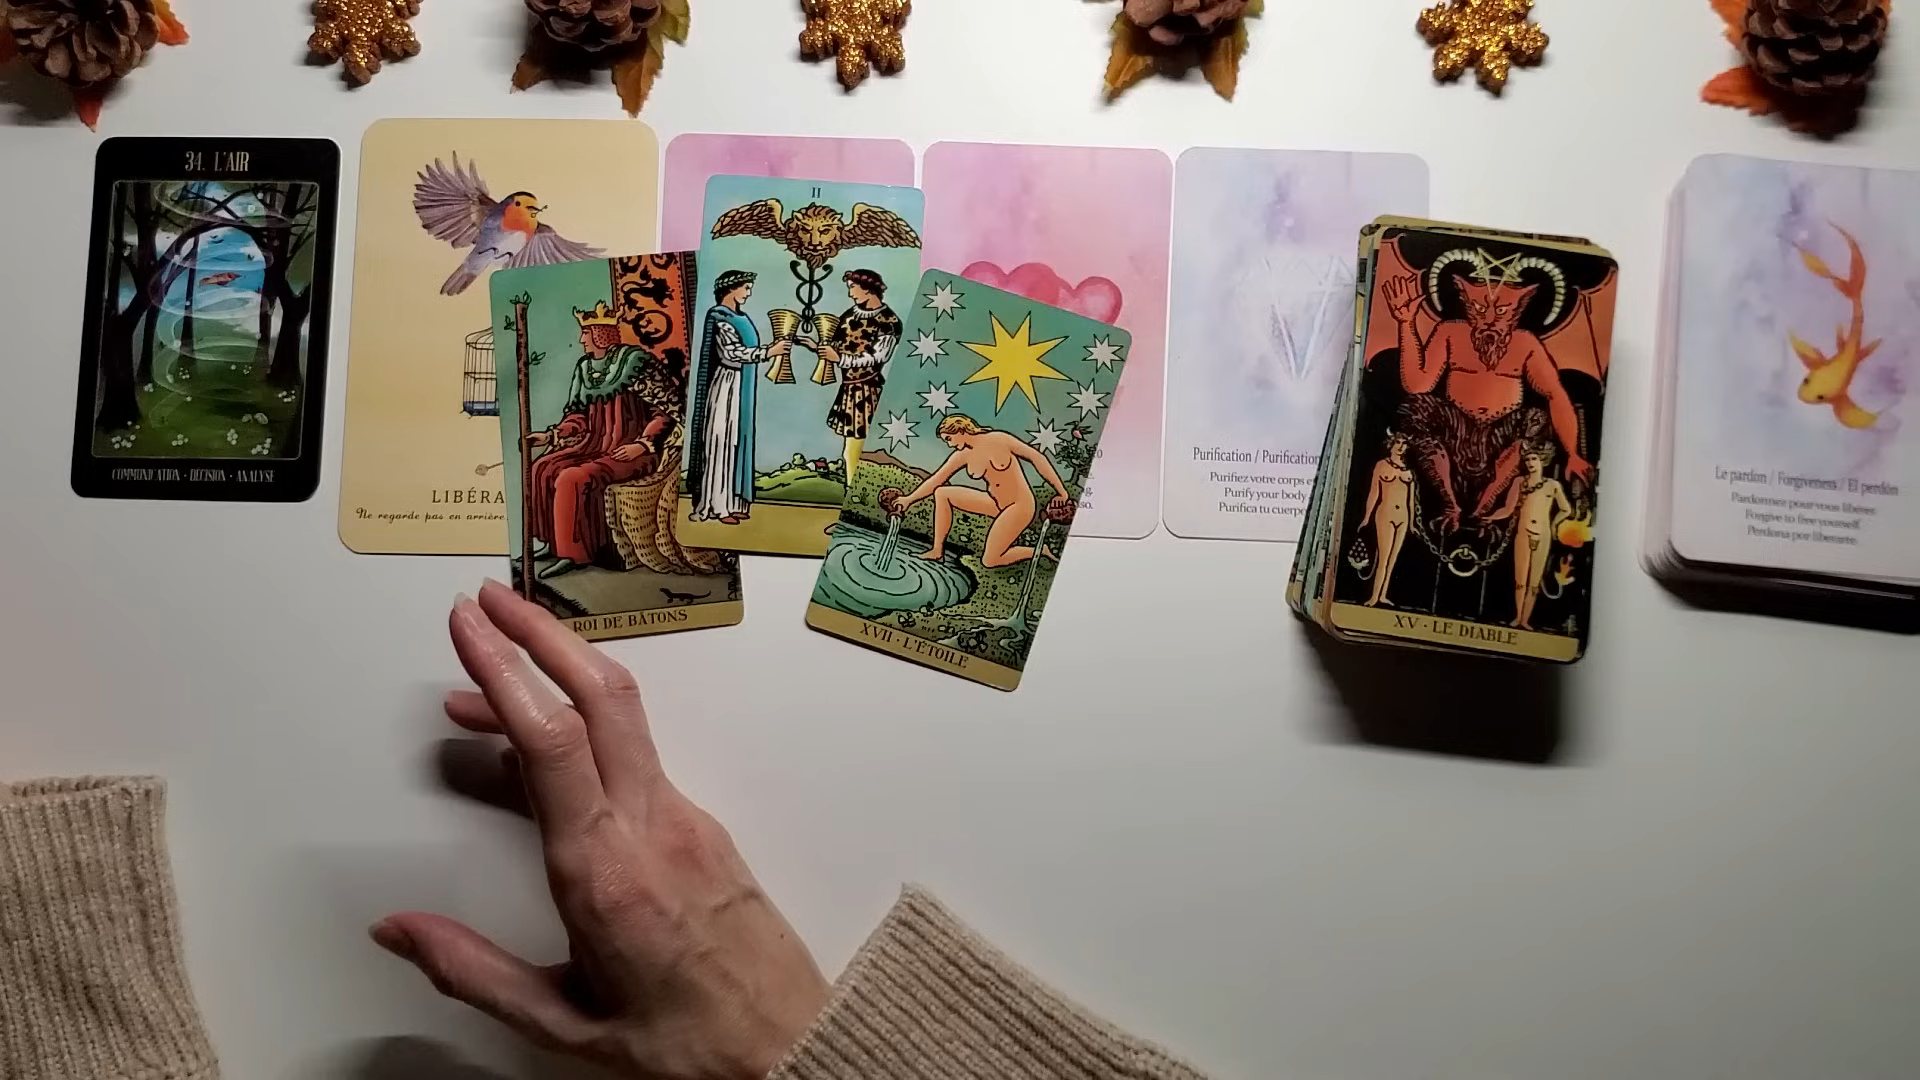 34. L'AIR
COMMUNICATION • DÉCISION • ANALYSE
LIBÉRA
Ne regarde pas en arrière
ROI DE BÂTONS
II
XVII • L'ÉTOILE
Purification / Purification
Purifiez votre corps e
Purify your body
Purifica tu cuerpo
XV • LE DIABLE
Le pardon / Forgiveness / El perdón
Pardonnez pour vous libérer.
Forgive to free yourself.
Perdona por liberarte.